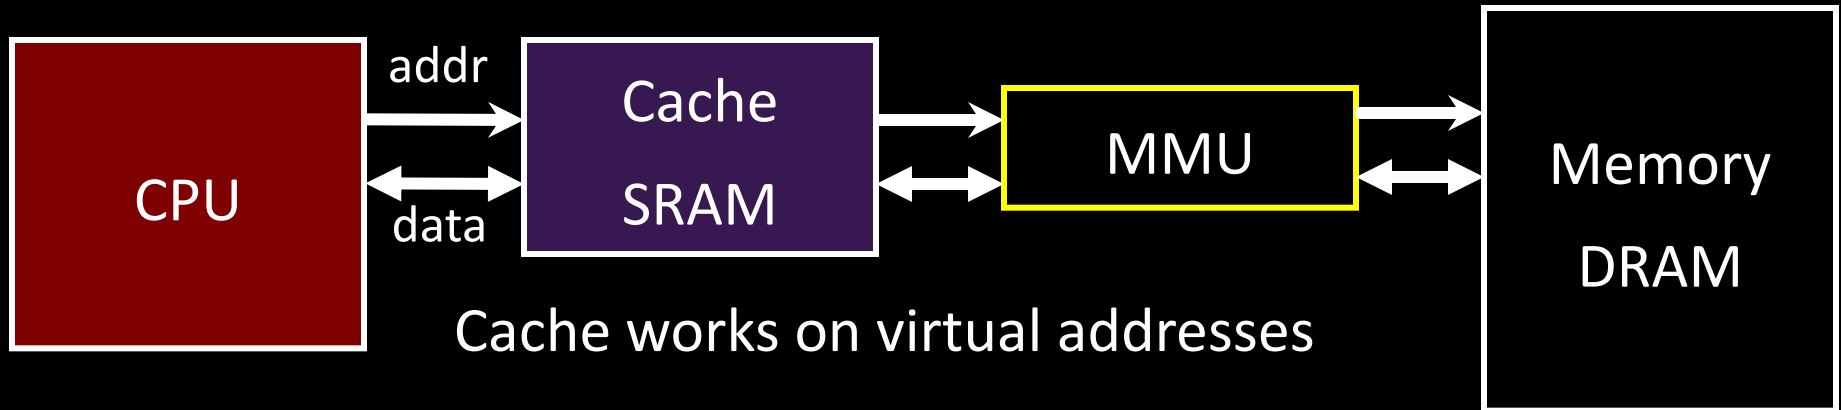 addr
CPU
data
Cache
SRAM
MMU
Memory
DRAM
Cache works on virtual addresses